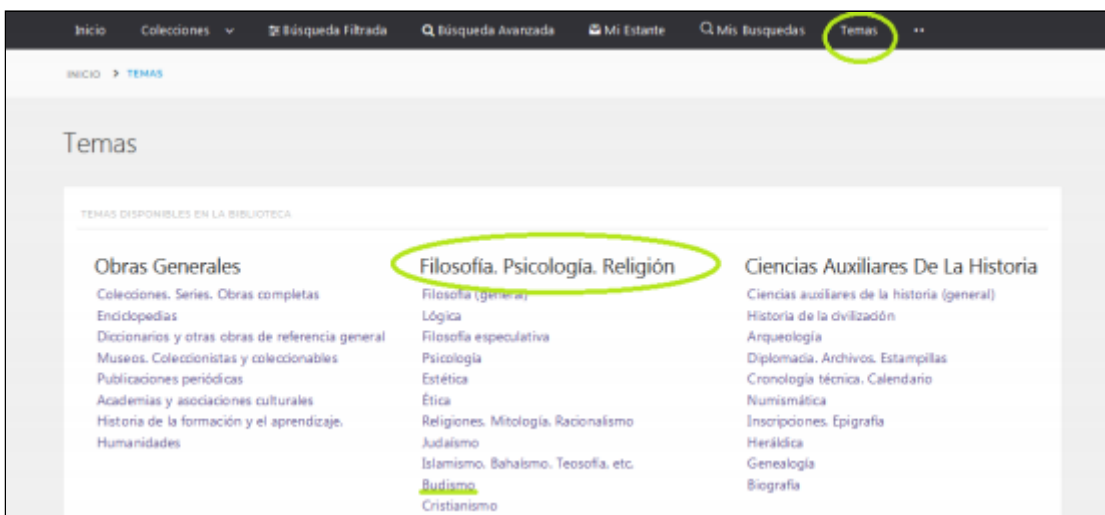 Inicio Colecciones Búsqueda Filtrada Búsqueda Avanzada Mi Estante Mis Busquedas Temas ••
INICIO > TEMAS
Temas
TEMAS DISPONIBLES EN LA BIBLIOTECA
Obras Generales
Colecciones. Series. Obras completas
Enciclopedias
Diccionarios y otras obras de referencia general
Museos. Coleccionistas y coleccionables
Publicaciones periódicas
Academias y asociaciones culturales
Historia de la formación y el aprendizaje.
Humanidades
Filosofía. Psicología. Religión
Filosofía (general)
Lógica
Filosofía especulativa
Psicología
Estética
Ética
Religiones. Mitología. Racionalismo
Judaísmo
Islamismo. Bahaísmo. Teosofía. etc.
Budismo
Cristianismo
Ciencias Auxiliares De La Historia
Ciencias auxiliares de la historia (general)
Historia de la civilización
Arqueología
Diplomacia. Archivos. Estampillas
Cronología técnica. Calendario
Numismática
Inscripciones. Epigrafía
Heráldica
Genealogía
Biografía